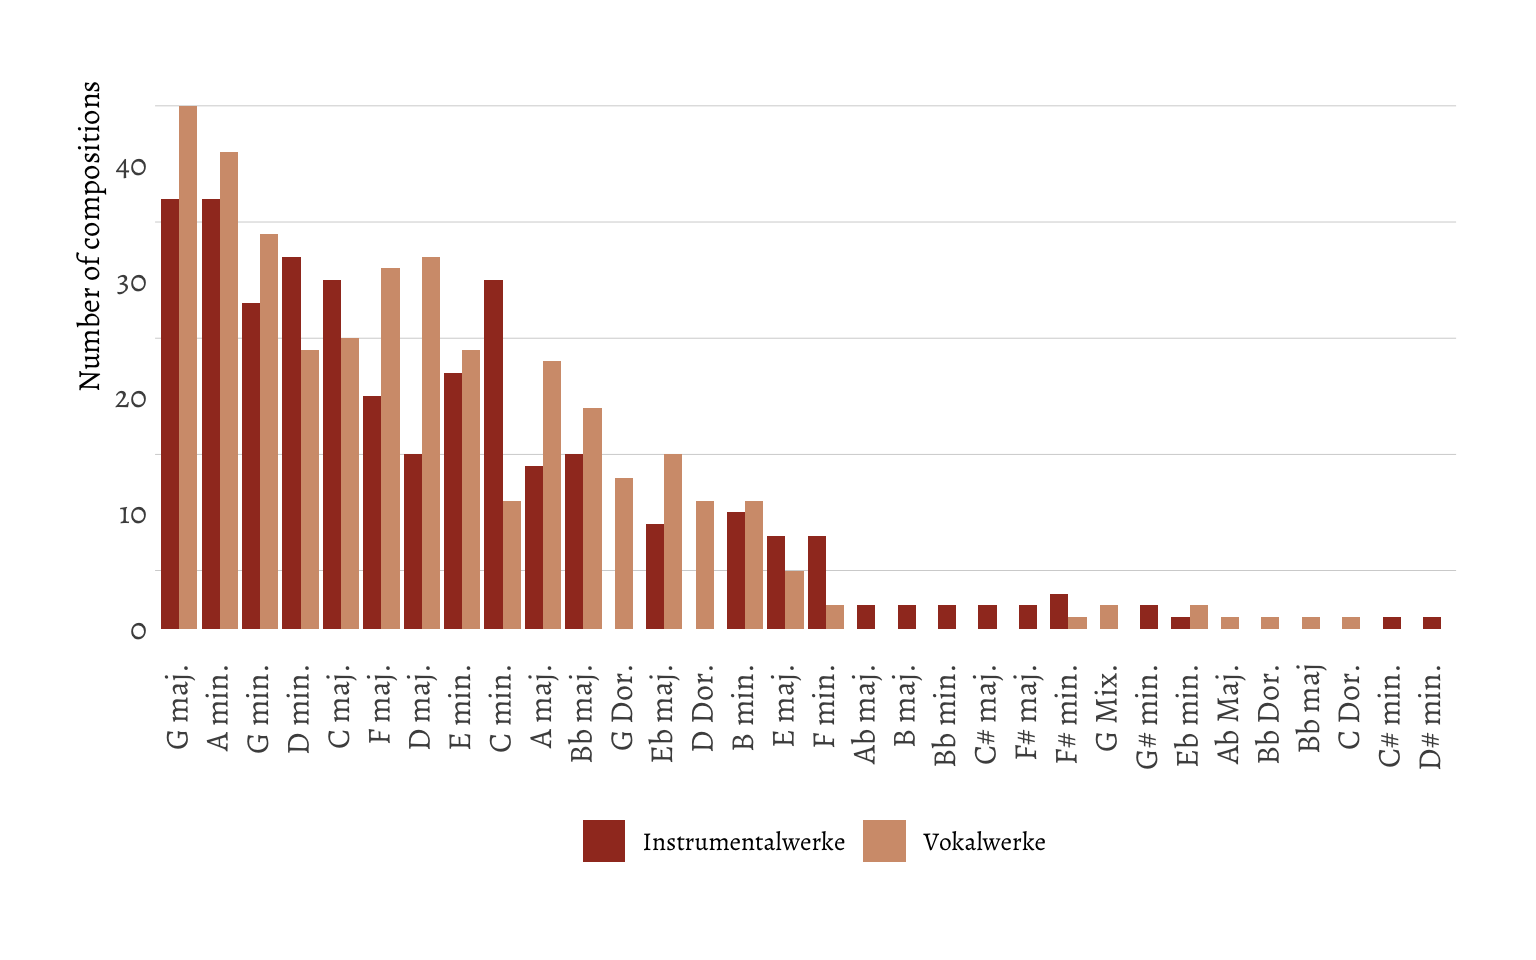 Number of compositions
40
30
20
10
0
G maj.
A min.
G min.
D min.
C maj.
F maj.
D maj.
E min.
C min.
A maj.
Bb maj.
G Dor.
Eb maj.
D Dor.
B min.
E maj.
F min.
Ab maj.
B maj.
Bb min.
C# maj.
F# maj.
F# min.
G Mix.
G# min.
Eb min.
Ab Maj.
Bb Dor.
Bb maj
C Dor.
C# min.
D# min.
Instrumentalwerke
Vokalwerke